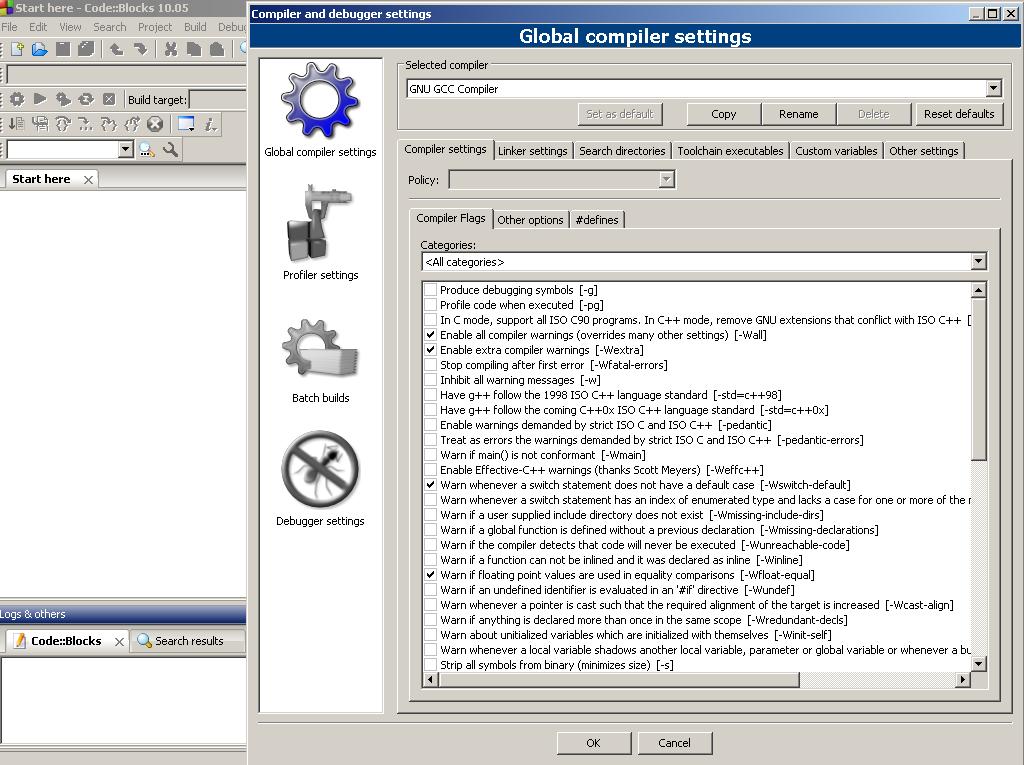 Start here - Code::Blocks 10.05
File Edit View Search Project Build Debug
Build target:
Start here
Logs & others
Code::Blocks
Search results
Compiler and debugger settings
Global compiler settings
Global compiler settings
Profiler settings
Batch builds
Debugger settings
Selected compiler
GNU GCC Compiler
Set as default Copy Rename Delete Reset defaults
Compiler settings Linker settings Search directories Toolchain executables Custom variables Other settings
Policy:
Compiler Flags Other options #defines
Categories:
<All categories>
Produce debugging symbols [-g]
Profile code when executed [-pg]
In C mode, support all ISO C90 programs. In C++ mode, remove GNU extensions that conflict with ISO C++ [
Enable all compiler warnings (overrides many other settings) [-Wall]
Enable extra compiler warnings [-Wextra]
Stop compiling after first error [-Wfatal-errors]
Inhibit all warning messages [-w]
Have g++ follow the 1998 ISO C++ language standard [-std=c++98]
Have g++ follow the coming C++0x ISO C++ language standard [-std=c++0x]
Enable warnings demanded by strict ISO C and ISO C++ [-pedantic]
Treat as errors the warnings demanded by strict ISO C and ISO C++ [-pedantic-errors]
Warn if main() is not conformant [-Wmain]
Enable Effective-C++ warnings (thanks Scott Meyers) [-Weffc++]
Warn whenever a switch statement does not have a default case [-Wswitch-default]
Warn whenever a switch statement has an index of enumerated type and lacks a case for one or more of the
Warn if a user supplied include directory does not exist [-Wmissing-include-dirs]
Warn if a global function is defined without a previous declaration [-Wmissing-declarations]
Warn if the compiler detects that code will never be executed [-Wunreachable-code]
Warn if a function can not be inlined and it was declared as inline [-Winline]
Warn if floating point values are used in equality comparisons [-Wfloat-equal]
Warn if an undefined identifier is evaluated in an '#if' directive [-Wundef]
Warn whenever a pointer is cast such that the required alignment of the target is increased [-Wcast-align]
Warn if anything is declared more than once in the same scope [-Wredundant-decls]
Warn about unitialized variables which are initialized with themselves [-Winit-self]
Warn whenever a local variable shadows another local variable, parameter or global variable or whenever a bu
Strip all symbols from binary (minimizes size) [-s]
OK Cancel